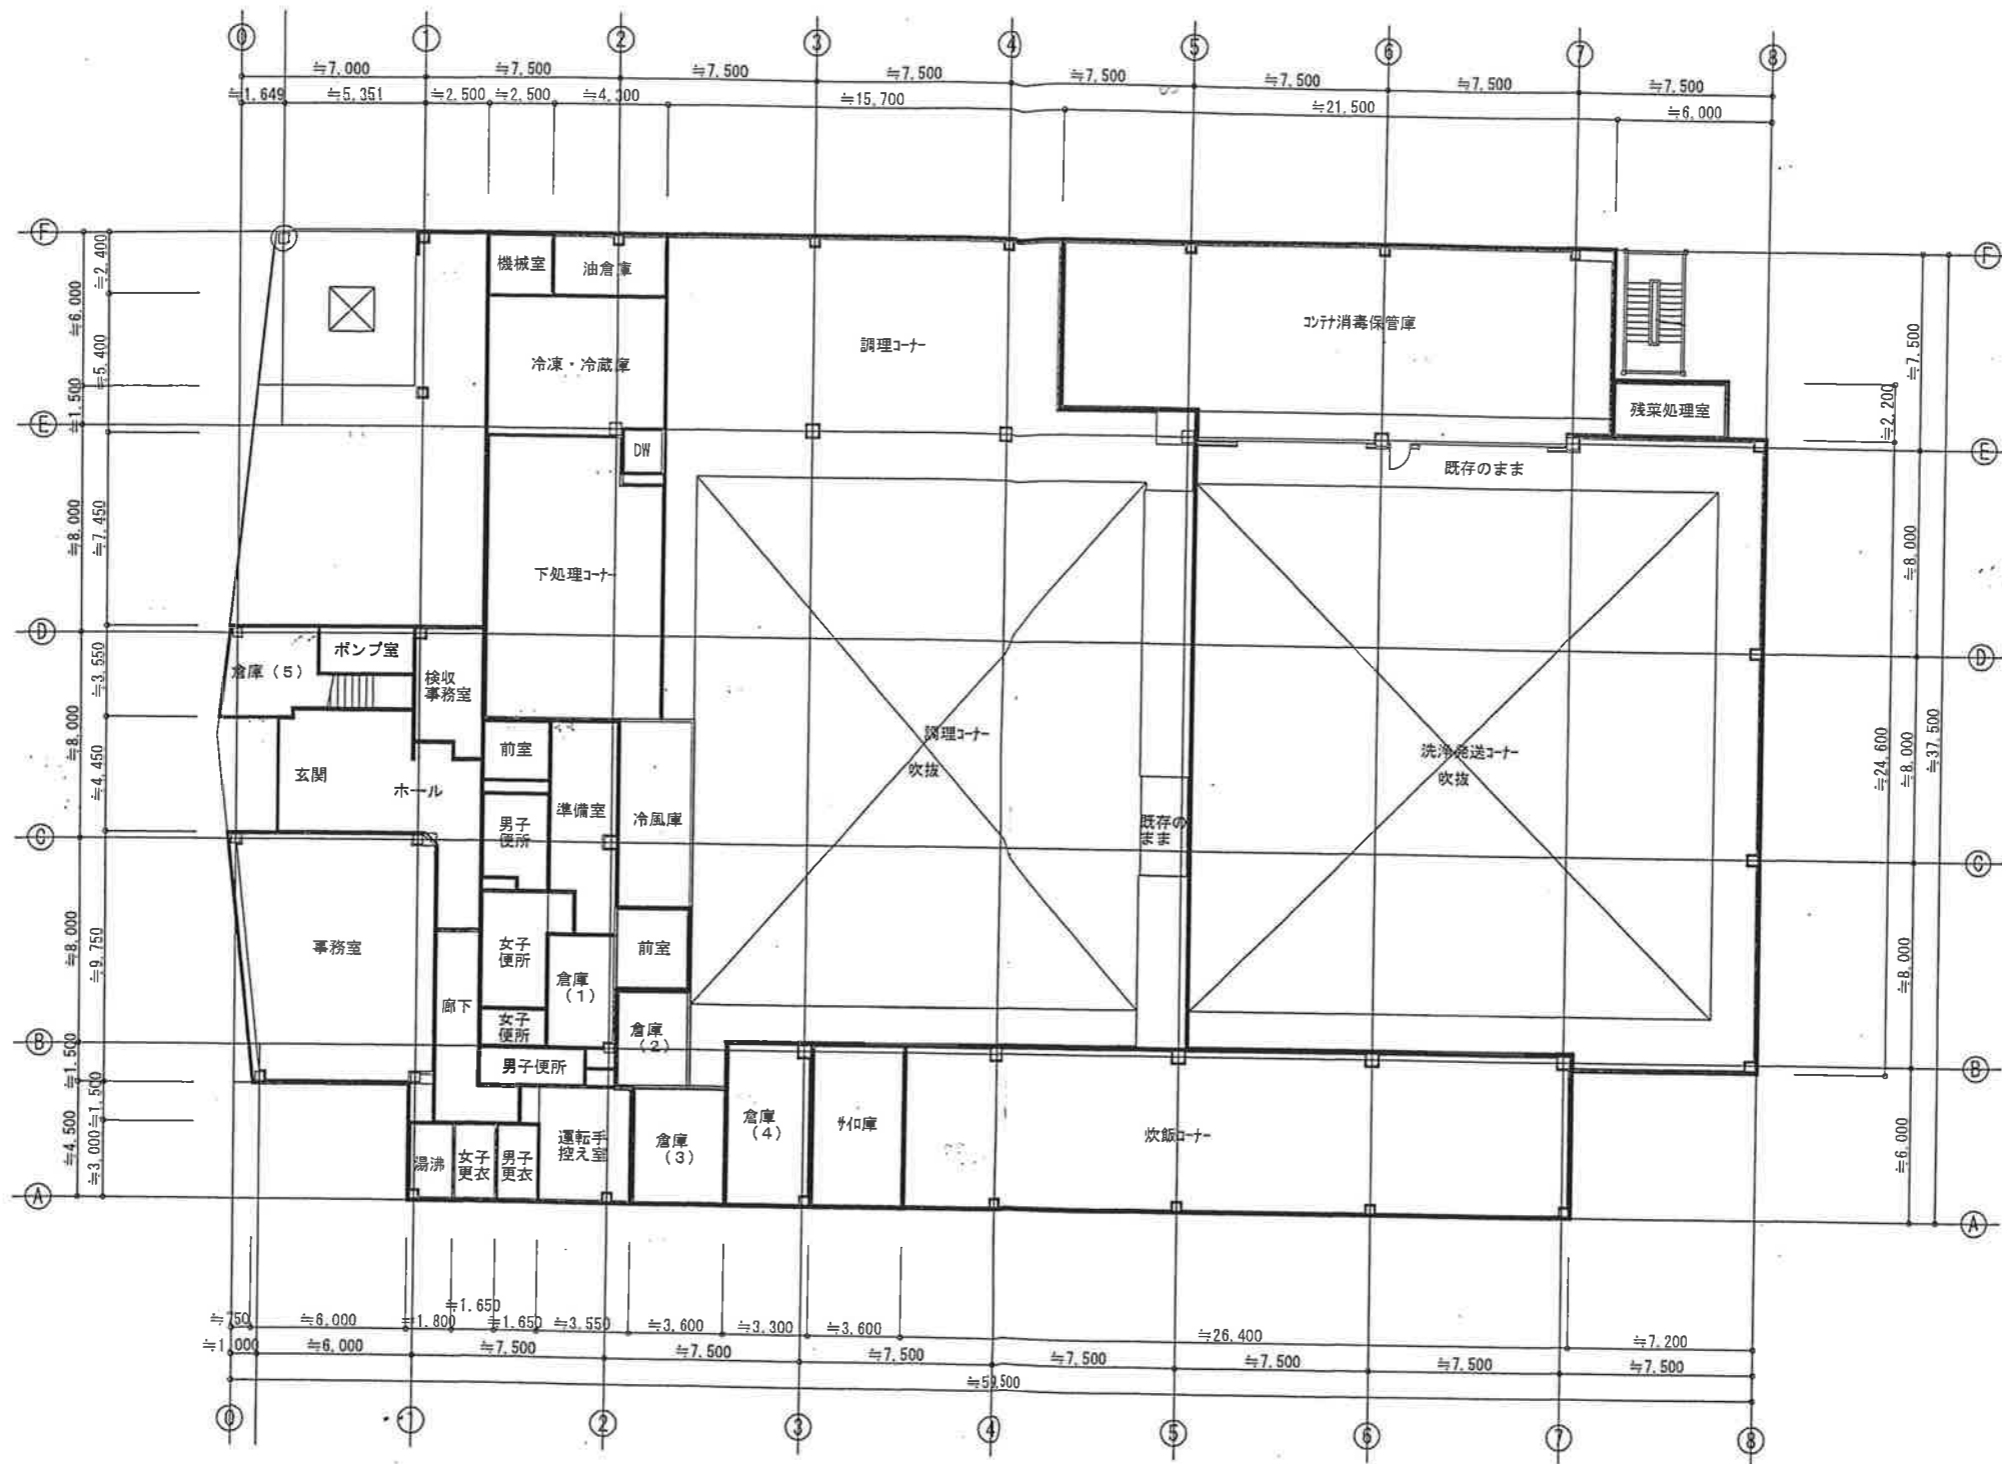 0 1 2 3 4 5 6 7 8
≒7,000 ≒7,500 ≒7,500 ≒7,500 ≒7,500 ≒7,500 ≒7,500 ≒7,500
≒1,649 ≒5,351 ≒2,500 ≒2,500 ≒4,300 ≒15,700 ≒21,500 ≒6,000
F
E
D
C
B
A
≒6,000
≒1,500
≒8,000
≒8,000
≒8,000
≒1,500
≒4,500
≒2,400
≒5,400
≒7,450
≒3,550
≒4,450
≒9,750
≒1,500
≒3,000
機械室
油倉庫
冷凍・冷蔵庫
調理コーナー
コンテナ消毒保管庫
残菜処理室
DW
既存のまま
下処理コーナー
ポンプ室
倉庫(5)
検収
事務室
玄関
ホール
前室
準備室
男子
便所
冷風庫
調理コーナー
吹抜
既存の
まま
洗浄発送コーナー
吹抜
事務室
廊下
女子
便所
倉庫
(1)
前室
女子
便所
倉庫
(2)
男子便所
湯沸
女子
更衣
男子
更衣
運転手
控え室
倉庫
(3)
倉庫
(4)
サイロ庫
炊飯コーナー
F
E
D
C
B
A
≒2,200
≒24,600
≒7,500
≒8,000
≒8,000
≒8,000
≒6,000
≒37,500
≒750 ≒6,000 ≒1,800 ≒1,650 ≒1,650 ≒3,550 ≒3,600 ≒3,300 ≒3,600 ≒26,400 ≒7,200
≒1,000 ≒6,000 ≒7,500 ≒7,500 ≒7,500 ≒7,500 ≒7,500 ≒7,500 ≒7,500
≒59,500
0 1 2 3 4 5 6 7 8